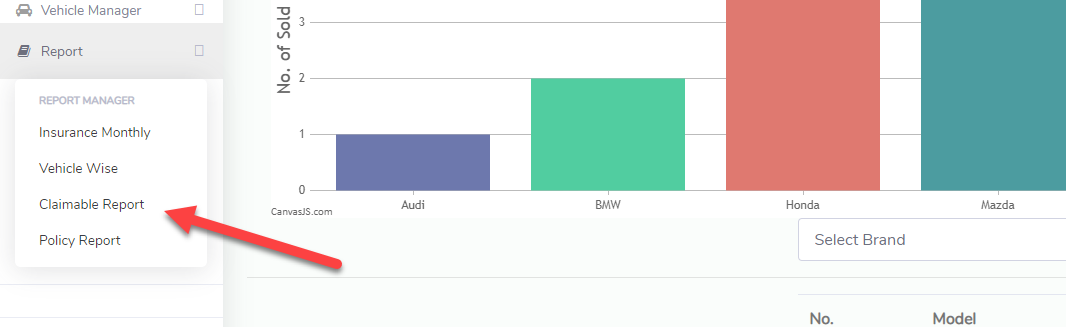 Vehicle Manager
Report
REPORT MANAGER
Insurance Monthly
Vehicle Wise
Claimable Report
Policy Report
No. of Sold
3
2
1
0
Audi
BMW
Honda
Mazda
CanvasJS.com
Select Brand
No.
Model